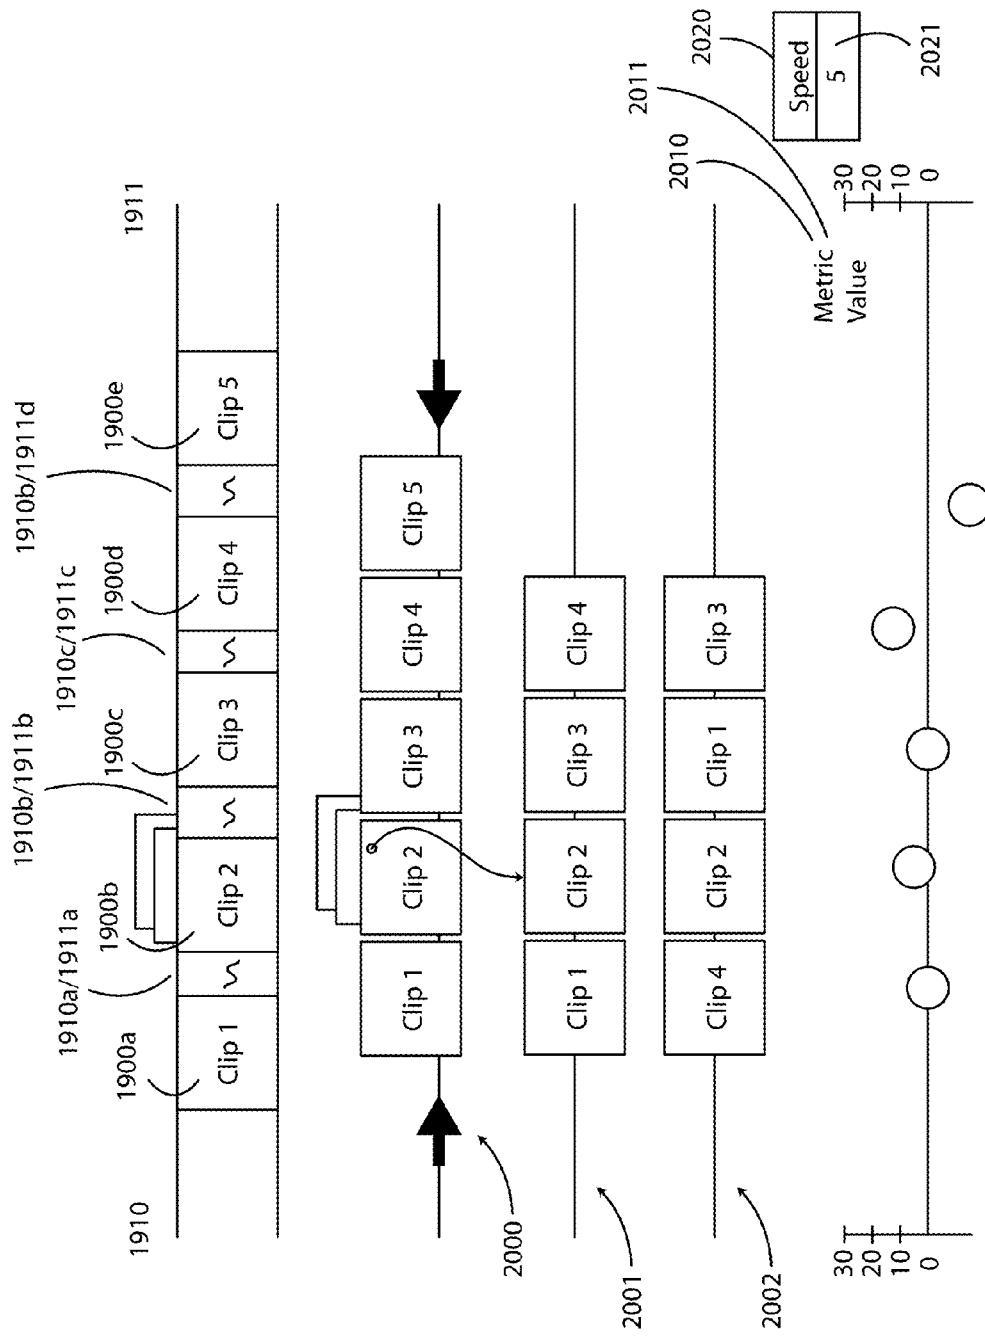 1910b/1911b
1910b/1911d
1910a/1911a
1910c/1911c
1900a
1900b
1900c
1900d
1900e
1910
1911
Clip 1
Clip 2
Clip 3
Clip 4
Clip 5
Clip 1
Clip 2
Clip 3
Clip 4
Clip 5
2000
Clip 1
Clip 2
Clip 3
Clip 4
2001
Clip 4
Clip 2
Clip 1
Clip 3
2002
2010
2011
2020
Metric
Value
Speed
5
2021
30
20
10
0
30
20
10
0